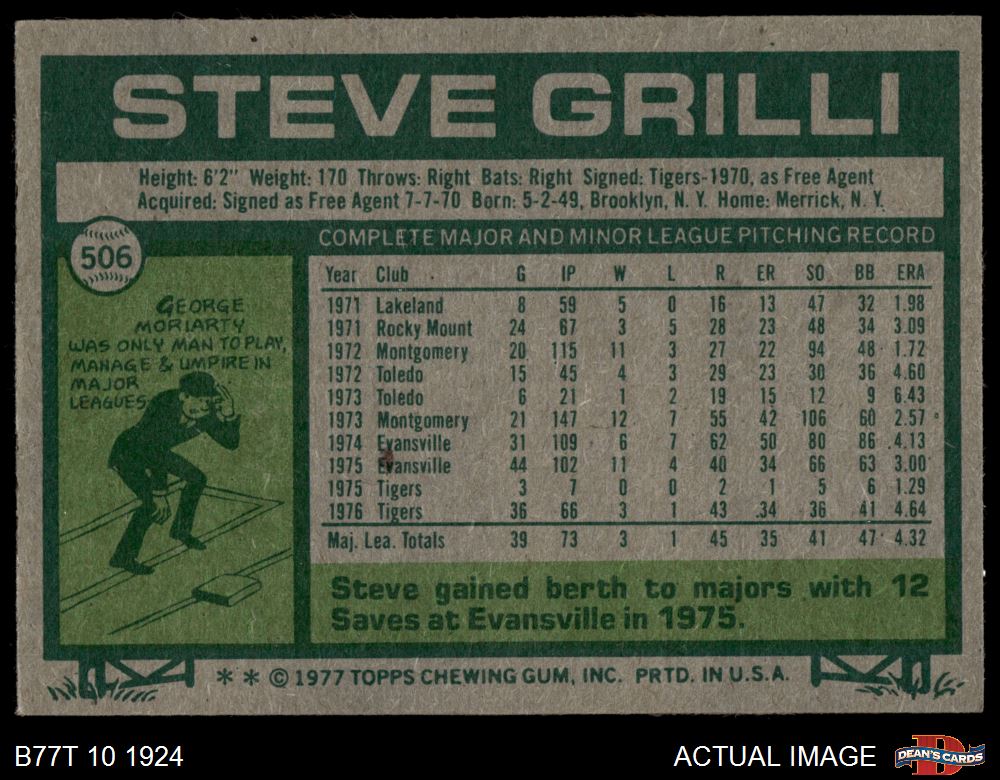 STEVE GRILLI
Height: 6'2" Weight: 170 Throws: Right Bats: Right Signed: Tigers-1970, as Free Agent
Acquired: Signed as Free Agent 7-7-70 Born: 5-2-49, Brooklyn, N. Y. Home: Merrick, N. Y.
506
GEORGE
MORIARTY
WAS ONLY MAN TO PLAY,
MANAGE & UMPIRE IN
MAJOR
LEAGUES
COMPLETE MAJOR AND MINOR LEAGUE PITCHING RECORD
Year Club G IP W L R ER SO BB ERA
1971 Lakeland 8 59 5 0 16 13 47 32 1.98
1971 Rocky Mount 24 67 3 5 28 23 48 34 3.09
1972 Montgomery 20 115 11 3 27 22 94 48 1.72
1972 Toledo 15 45 4 3 29 23 30 36 4.60
1973 Toledo 6 21 1 2 19 15 12 9 6.43
1973 Montgomery 21 147 12 7 55 42 106 60 2.57
1974 Evansville 31 109 6 7 62 50 80 86 4.13
1975 Evansville 44 102 11 4 40 34 66 63 3.00
1975 Tigers 3 7 0 0 2 1 5 6 1.29
1976 Tigers 36 66 3 1 43 34 36 41 4.64
Maj. Lea. Totals 39 73 3 1 45 35 41 47 4.32
Steve gained berth to majors with 12
Saves at Evansville in 1975.
* * © 1977 TOPPS CHEWING GUM, INC. PRTD. IN U.S.A.
B77T 10 1924
ACTUAL IMAGE
D
DEAN'S CARDS